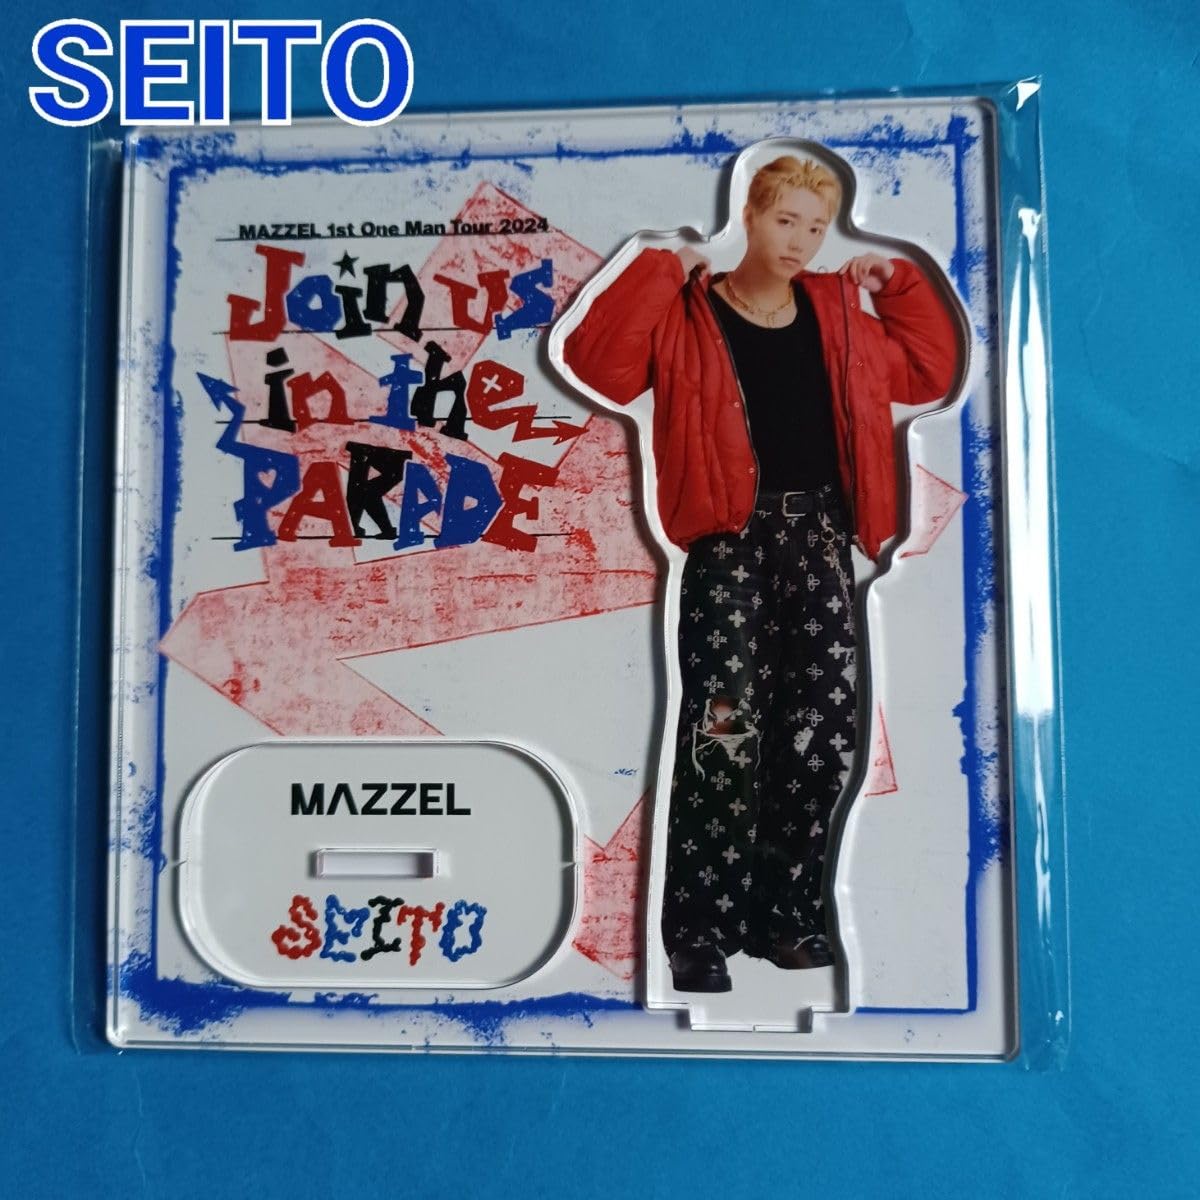 SEITO
MAZZEL 1st One Man Tour 2024
Join us
in the
PARADE
MAZZEL
SEITO